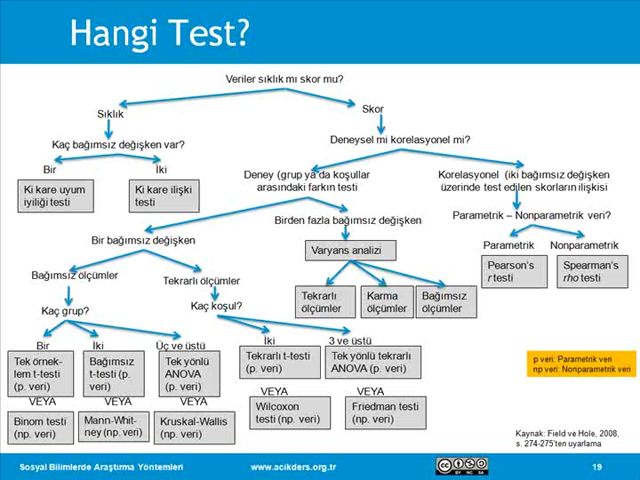 Hangi Test?
Veriler sıklık mı skor mu?
Sıklık
Skor
Kaç bağımsız değişken var?
Deneysel mi korelasyonel mi?
Bir
İki
Ki kare uyum
iyiliği testi
Ki kare ilişki
testi
Deney (grup ya da koşullar
arasındaki farkın testi
Korelasyonel (iki bağımsız değişken
üzerinde test edilen skorların ilişkisi
Bir bağımsız değişken
Birden fazla bağımsız değişken
Parametrik – Nonparametrik veri?
Varyans analizi
Parametrik
Nonparametrik
Pearson's
r testi
Spearman's
rho testi
Bağımsız ölçümler
Tekrarlı ölçümler
Tekrarlı
ölçümler
Karma
ölçümler
Bağımsız
ölçümler
Kaç grup?
Kaç koşul?
Bir
İki
Üç ve üstü
İki
3 ve üstü
Tek örnek-
lem t-testi
(p. veri)
Bağımsız
t-testi (p.
veri)
Tek yönlü
ANOVA (p.
veri)
Tekrarlı t-testi
(p. veri)
Tek yönlü tekrarlı
ANOVA (p. veri)
VEYA
VEYA
VEYA
VEYA
VEYA
Binom testi
(np. veri)
Mann-Whit-
ney (np. veri)
Kruskal-Wallis
(np. veri)
Wilcoxon
testi (np. veri)
Friedman testi
(np. veri)
p veri: Parametrik veri
np veri: Nonparametrik veri
Kaynak: Field ve Hole, 2008,
s. 274-275'ten uyarlama
Sosyal Bilimlerde Araştırma Yöntemleri
www.acikders.org.tr
cc
BY NC SA
19